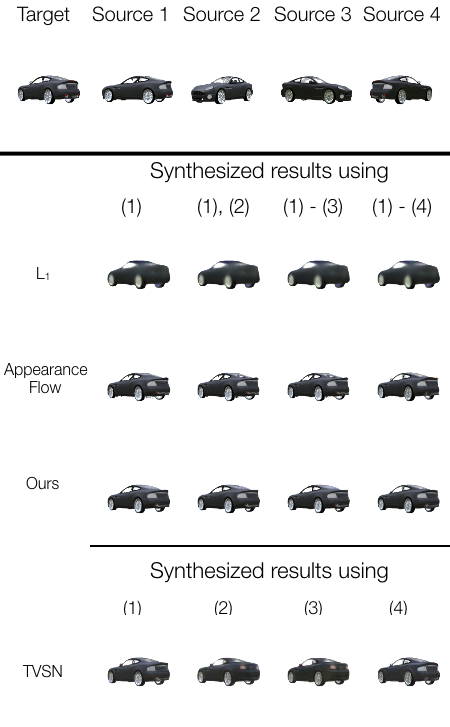 Target Source 1 Source 2 Source 3 Source 4
Synthesized results using
(1) (1), (2) (1) - (3) (1) - (4)
L₁
Appearance
Flow
Ours
Synthesized results using
(1) (2) (3) (4)
TVSN